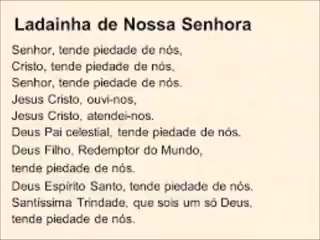 Ladainha de Nossa Senhora
Senhor, tende piedade de nós,
Cristo, tende piedade de nós,
Senhor, tende piedade de nós.
Jesus Cristo, ouvi-nos,
Jesus Cristo, atendei-nos.
Deus Pai celestial, tende piedade de nós.
Deus Filho, Redemptor do Mundo,
tende piedade de nós.
Deus Espírito Santo, tende piedade de nós.
Santíssima Trindade, que sois um só Deus,
tende piedade de nós.